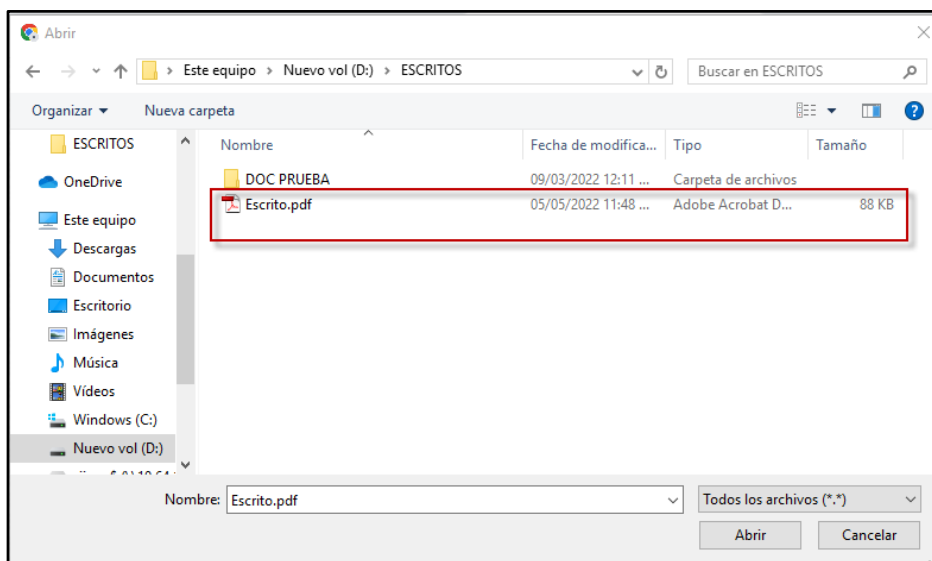 Abrir
Este equipo > Nuevo vol (D:) > ESCRITOS
Buscar en ESCRITOS
Organizar
Nueva carpeta
Nombre
Fecha de modifica...
Tipo
Tamaño
ESCRITOS
OneDrive
Este equipo
Descargas
Documentos
Escritorio
Imágenes
Música
Vídeos
Windows (C:)
Nuevo vol (D:)
DOC PRUEBA 09/03/2022 12:11 ... Carpeta de archivos
Escrito.pdf 05/05/2022 11:48 ... Adobe Acrobat D... 88 KB
Nombre: Escrito.pdf
Todos los archivos (*.*)
Abrir
Cancelar